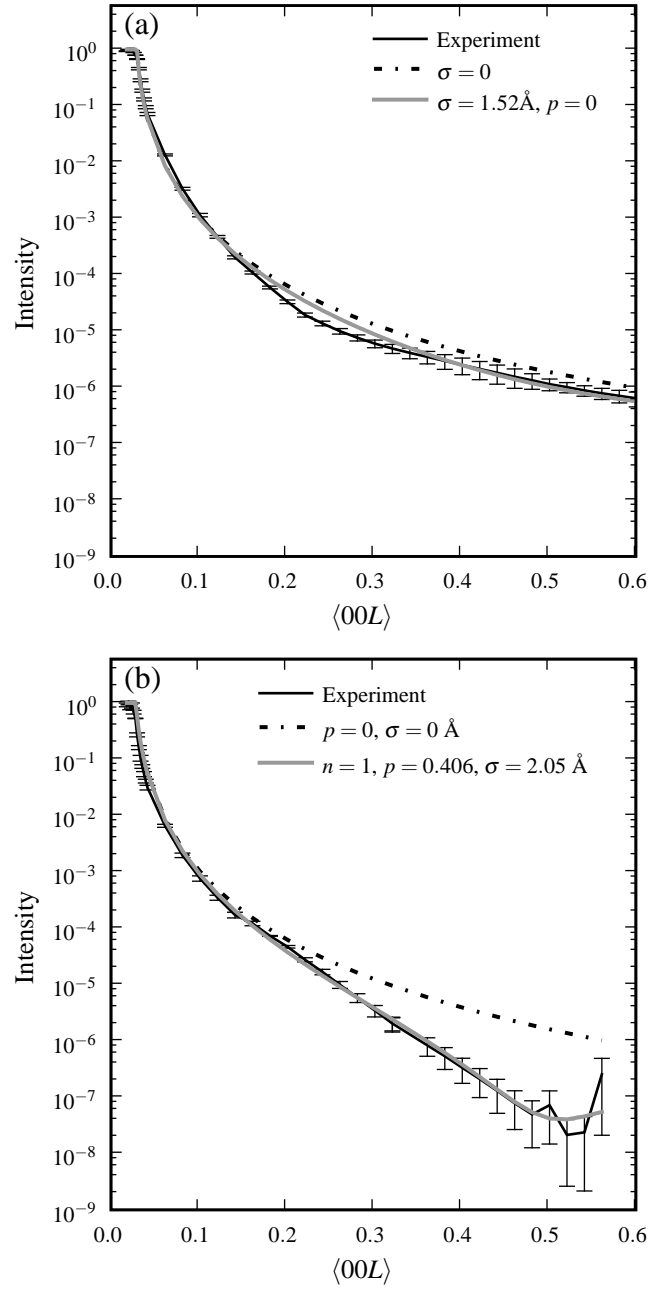 (a)
Experiment
σ = 0
σ = 1.52Å, p = 0
10⁰
10⁻¹
10⁻²
10⁻³
10⁻⁴
10⁻⁵
10⁻⁶
10⁻⁷
10⁻⁸
10⁻⁹
Intensity
0.0 0.1 0.2 0.3 0.4 0.5 0.6
⟨00L⟩
(b)
Experiment
p = 0, σ = 0 Å
n = 1, p = 0.406, σ = 2.05 Å
10⁰
10⁻¹
10⁻²
10⁻³
10⁻⁴
10⁻⁵
10⁻⁶
10⁻⁷
10⁻⁸
10⁻⁹
Intensity
0.0 0.1 0.2 0.3 0.4 0.5 0.6
⟨00L⟩